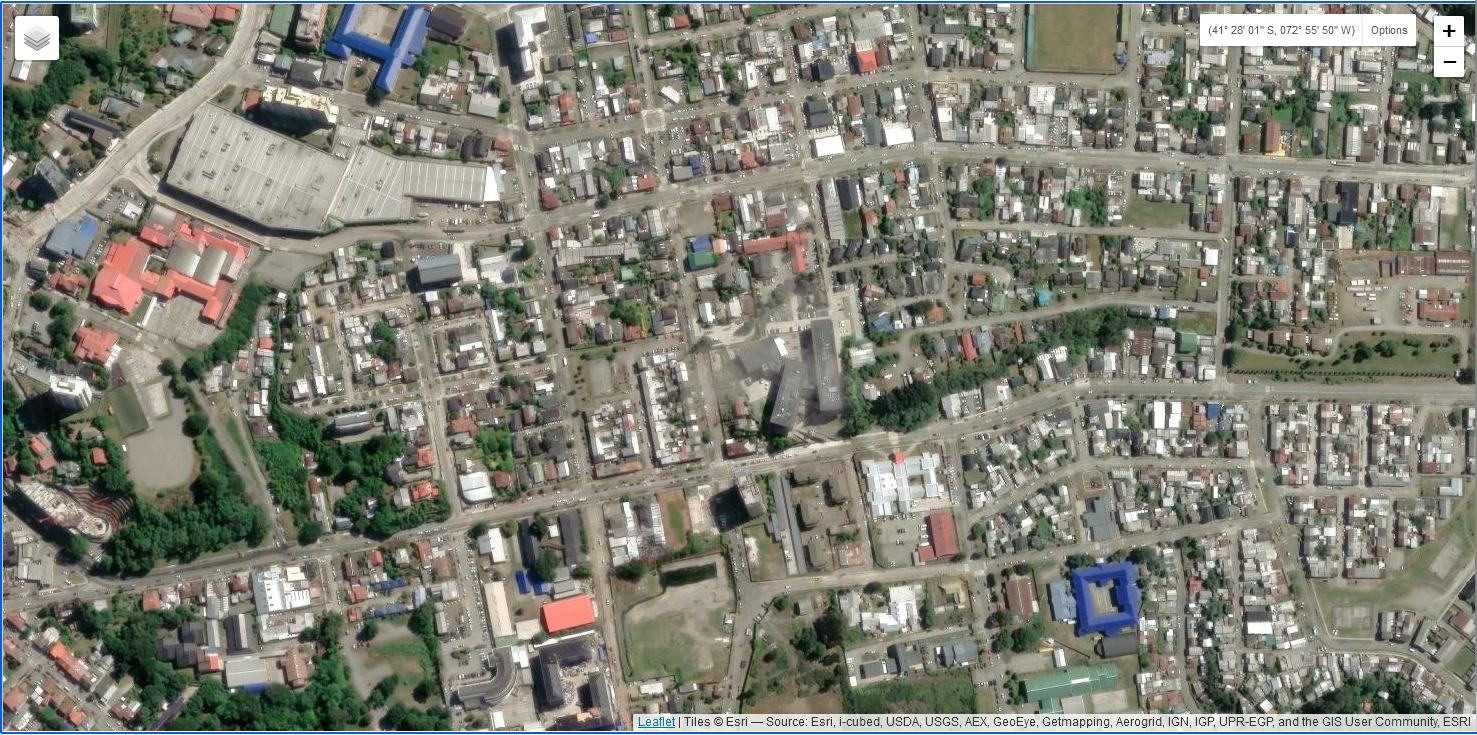 (41° 28' 01" S, 072° 55' 50" W) Options
+
−
Leaflet | Tiles © Esri — Source: Esri, i-cubed, USDA, USGS, AEX, GeoEye, Getmapping, Aerogrid, IGN, IGP, UPR-EGP, and the GIS User Community, ESRI